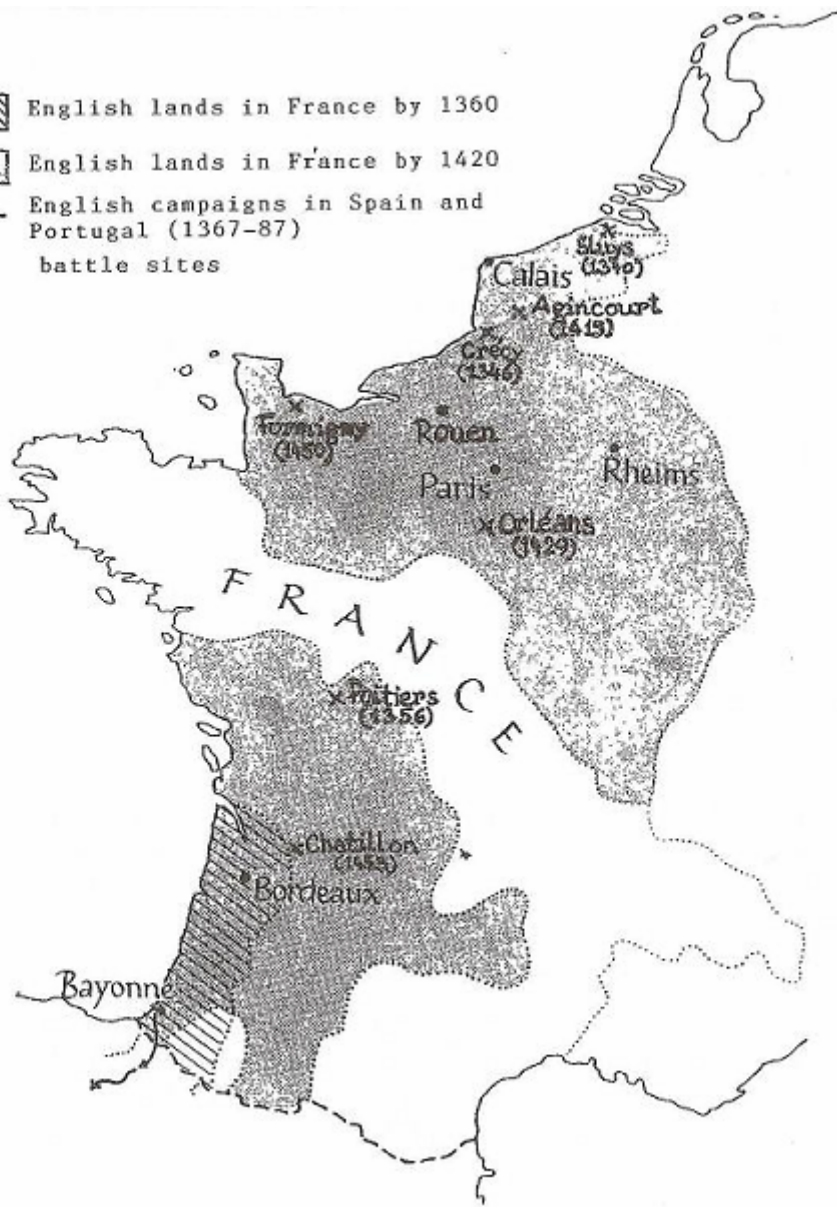 English lands in France by 1360
English lands in France by 1420
English campaigns in Spain and
Portugal (1367-87)
battle sites
Sluys
(1340)
Calais
Agincourt
(1415)
Crécy
(1346)
Formigny
(1450)
Rouen
Rheims
Paris
Orléans
(1429)
FRANCE
Poitiers
(1356)
Chatillon
(1453)
Bordeaux
Bayonne